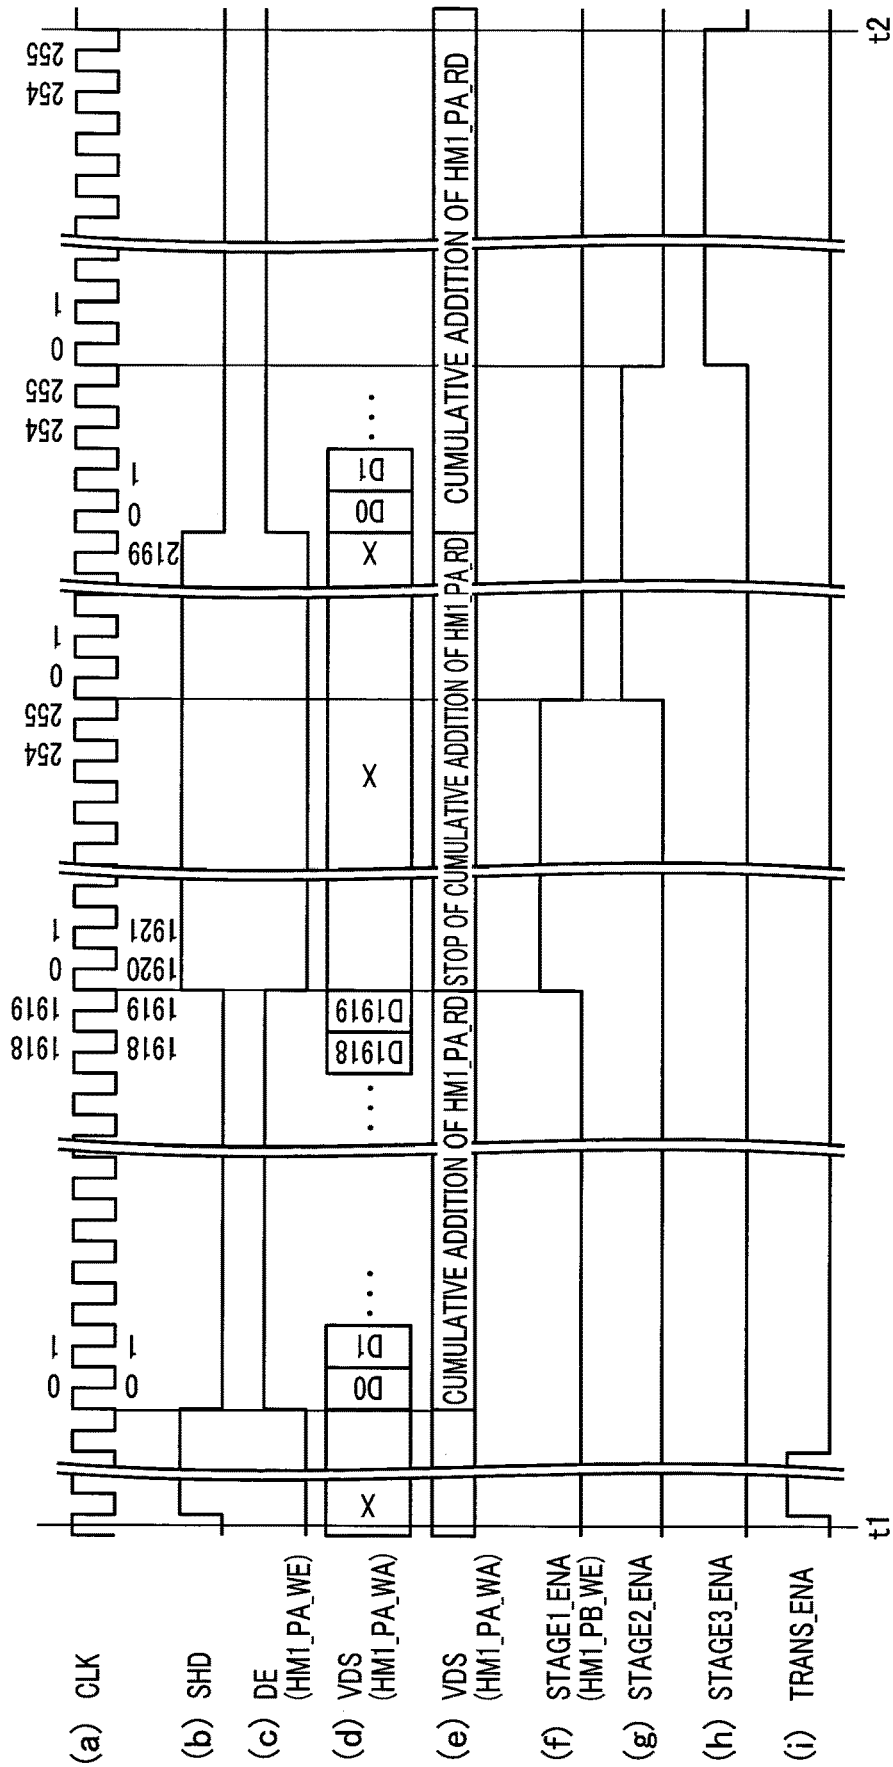 0 1 1918 1919 0 1 254 255 0 1 254 255 0 1 254 255
(a) CLK
0 1 1918 1919 1920 1921 2199 0 1
(b) SHD
(c) DE
(HM1_PA_WE)
(d) VDS
(HM1_PA_WA)
X D0 D1 ... ... D1918 D1919 X X D0 D1 ...
(e) VDS
(HM1_PA_WA)
CUMULATIVE ADDITION OF HM1_PA_RD STOP OF CUMULATIVE ADDITION OF HM1_PA_RD CUMULATIVE ADDITION OF HM1_PA_RD
(f) STAGE1_ENA
(HM1_PB_WE)
(g) STAGE2_ENA
(h) STAGE3_ENA
(i) TRANS_ENA
t1 t2